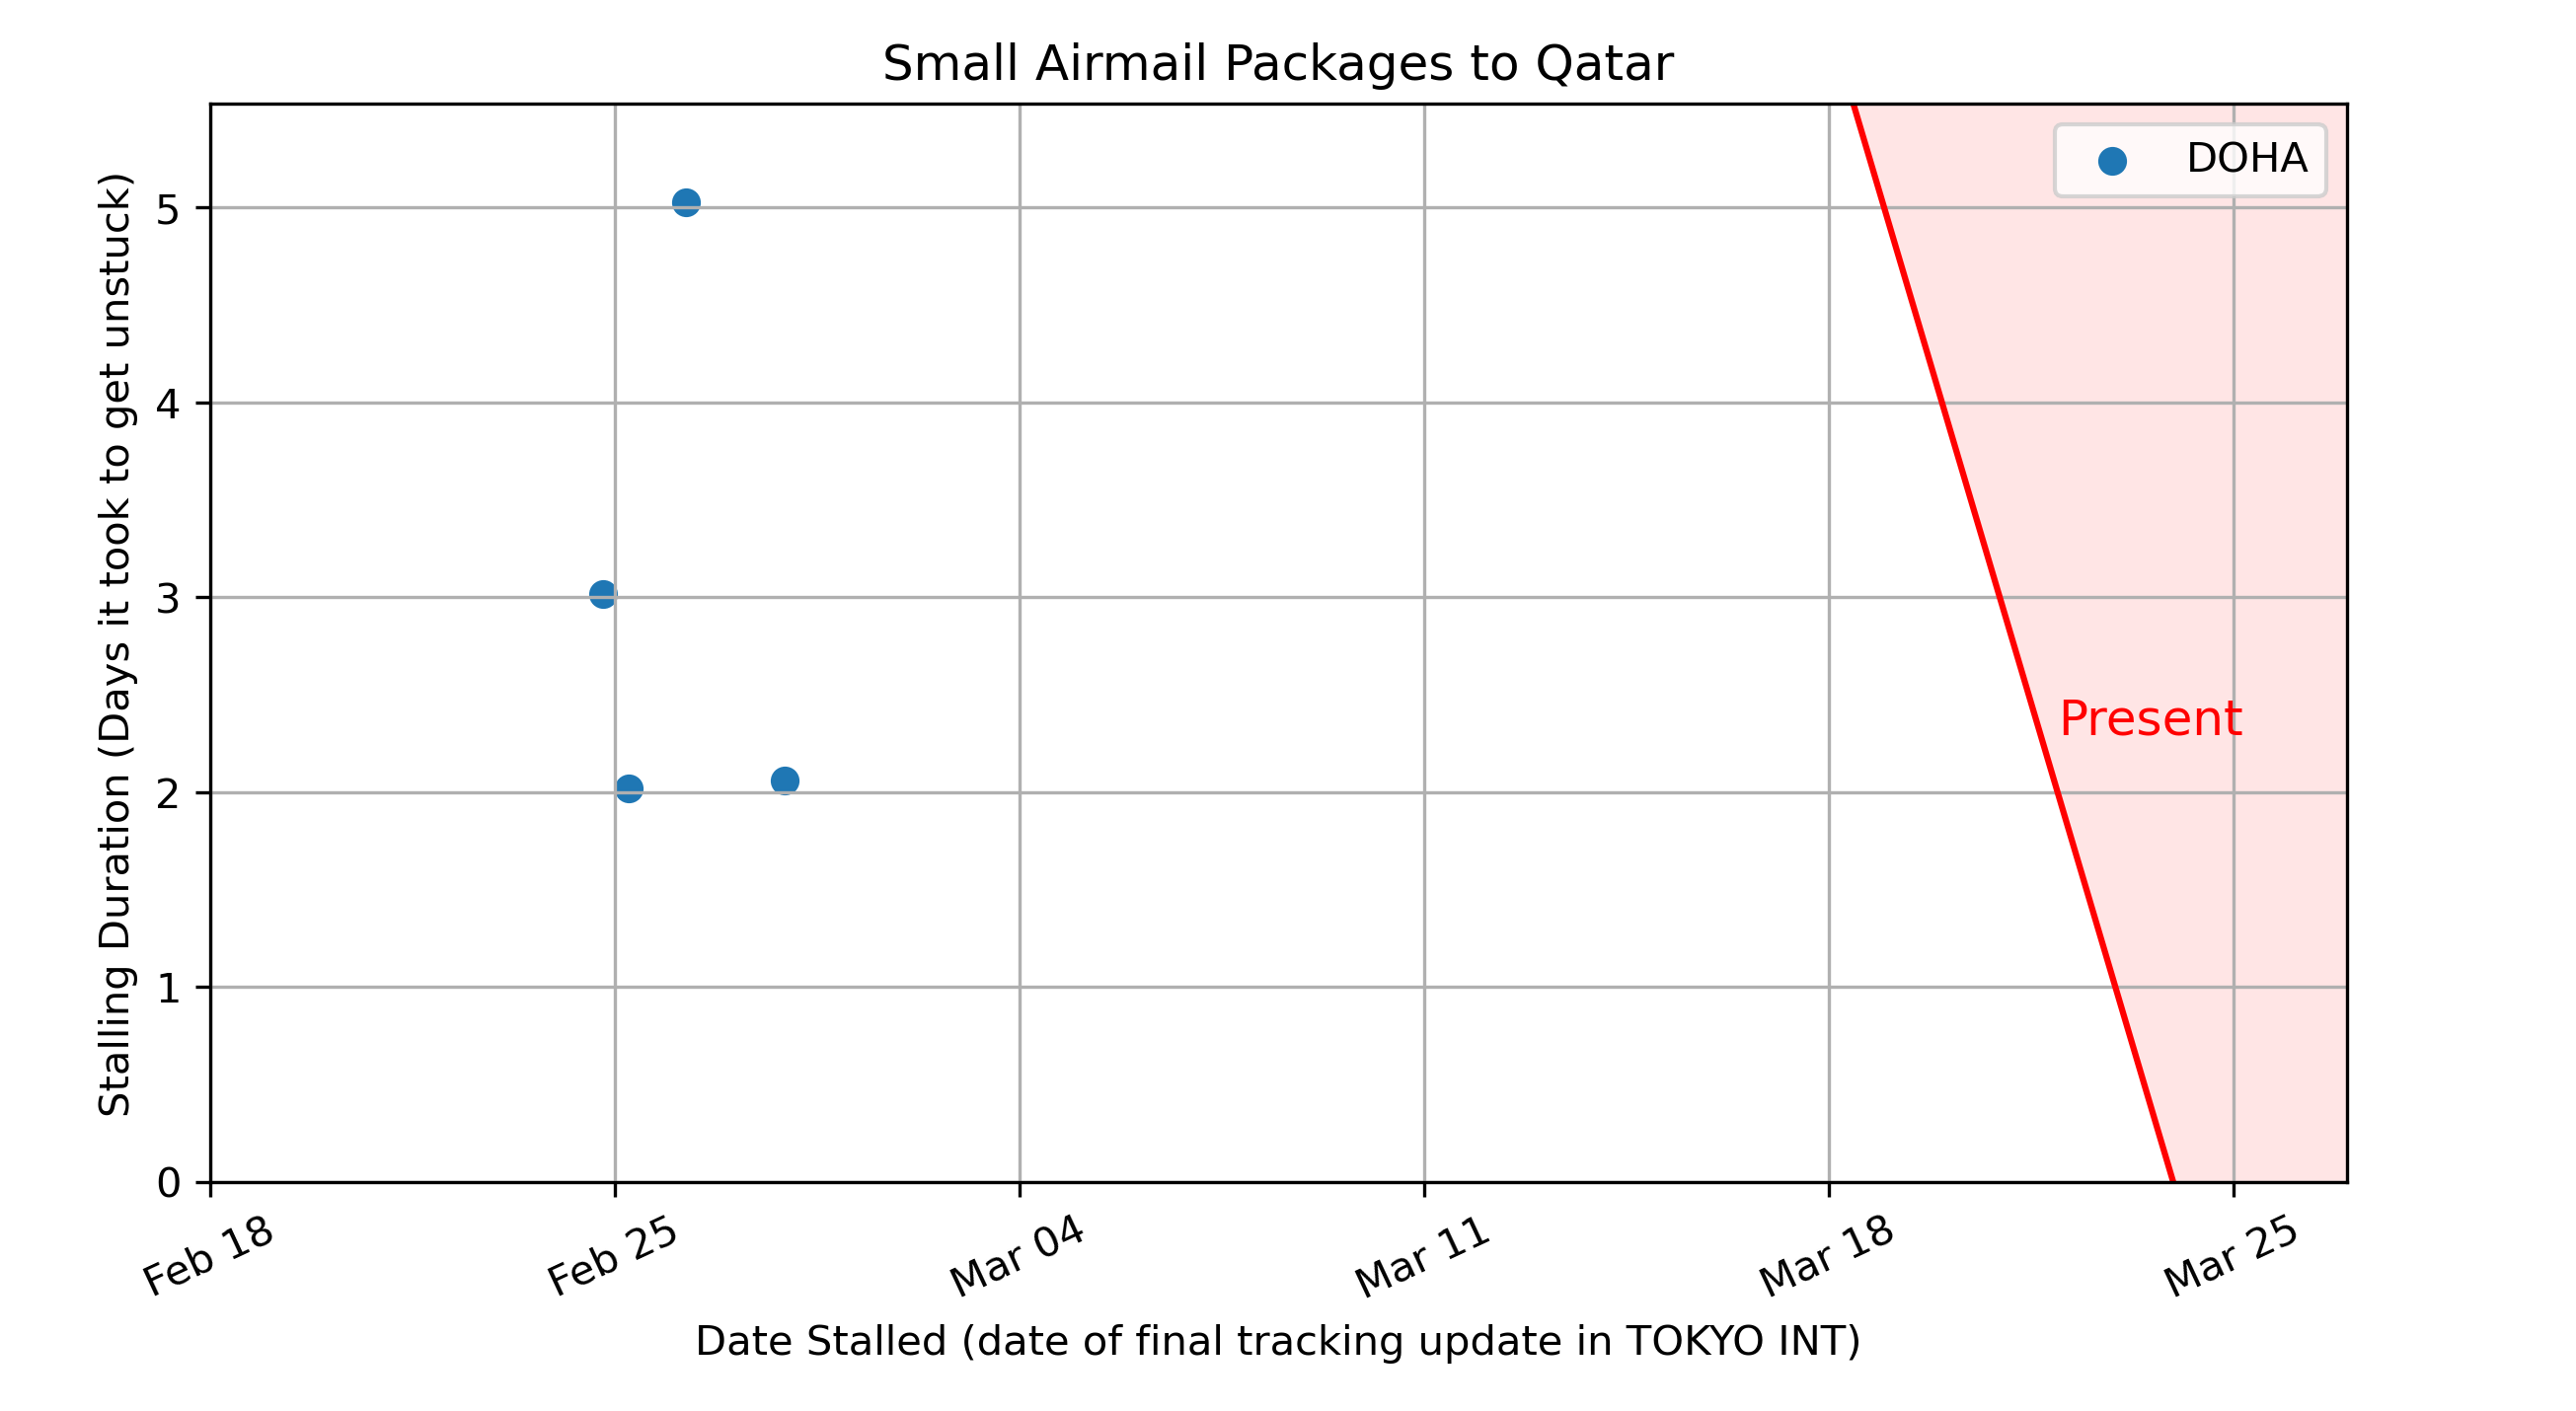 Small Airmail Packages to Qatar
DOHA
Stalling Duration (Days it took to get unstuck)
5
4
3
2
1
0
Present
Feb 18
Feb 25
Mar 04
Mar 11
Mar 18
Mar 25
Date Stalled (date of final tracking update in TOKYO INT)